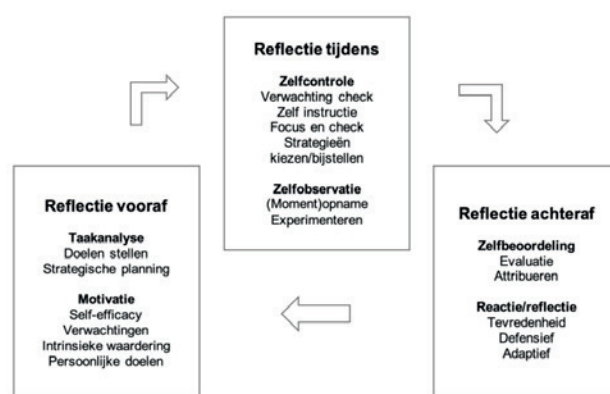 Reflectie tijdens
Zelfcontrole
Verwachting check
Zelf instructie
Focus en check
Strategieën
kiezen/bijstellen
Zelfobservatie
(Moment)opname
Experimenteren
Reflectie vooraf
Taakanalyse
Doelen stellen
Strategische planning
Motivatie
Self-efficacy
Verwachtingen
Intrinsieke waardering
Persoonlijke doelen
Reflectie achteraf
Zelfbeoordeling
Evaluatie
Attribueren
Reactie/reflectie
Tevredenheid
Defensief
Adaptief